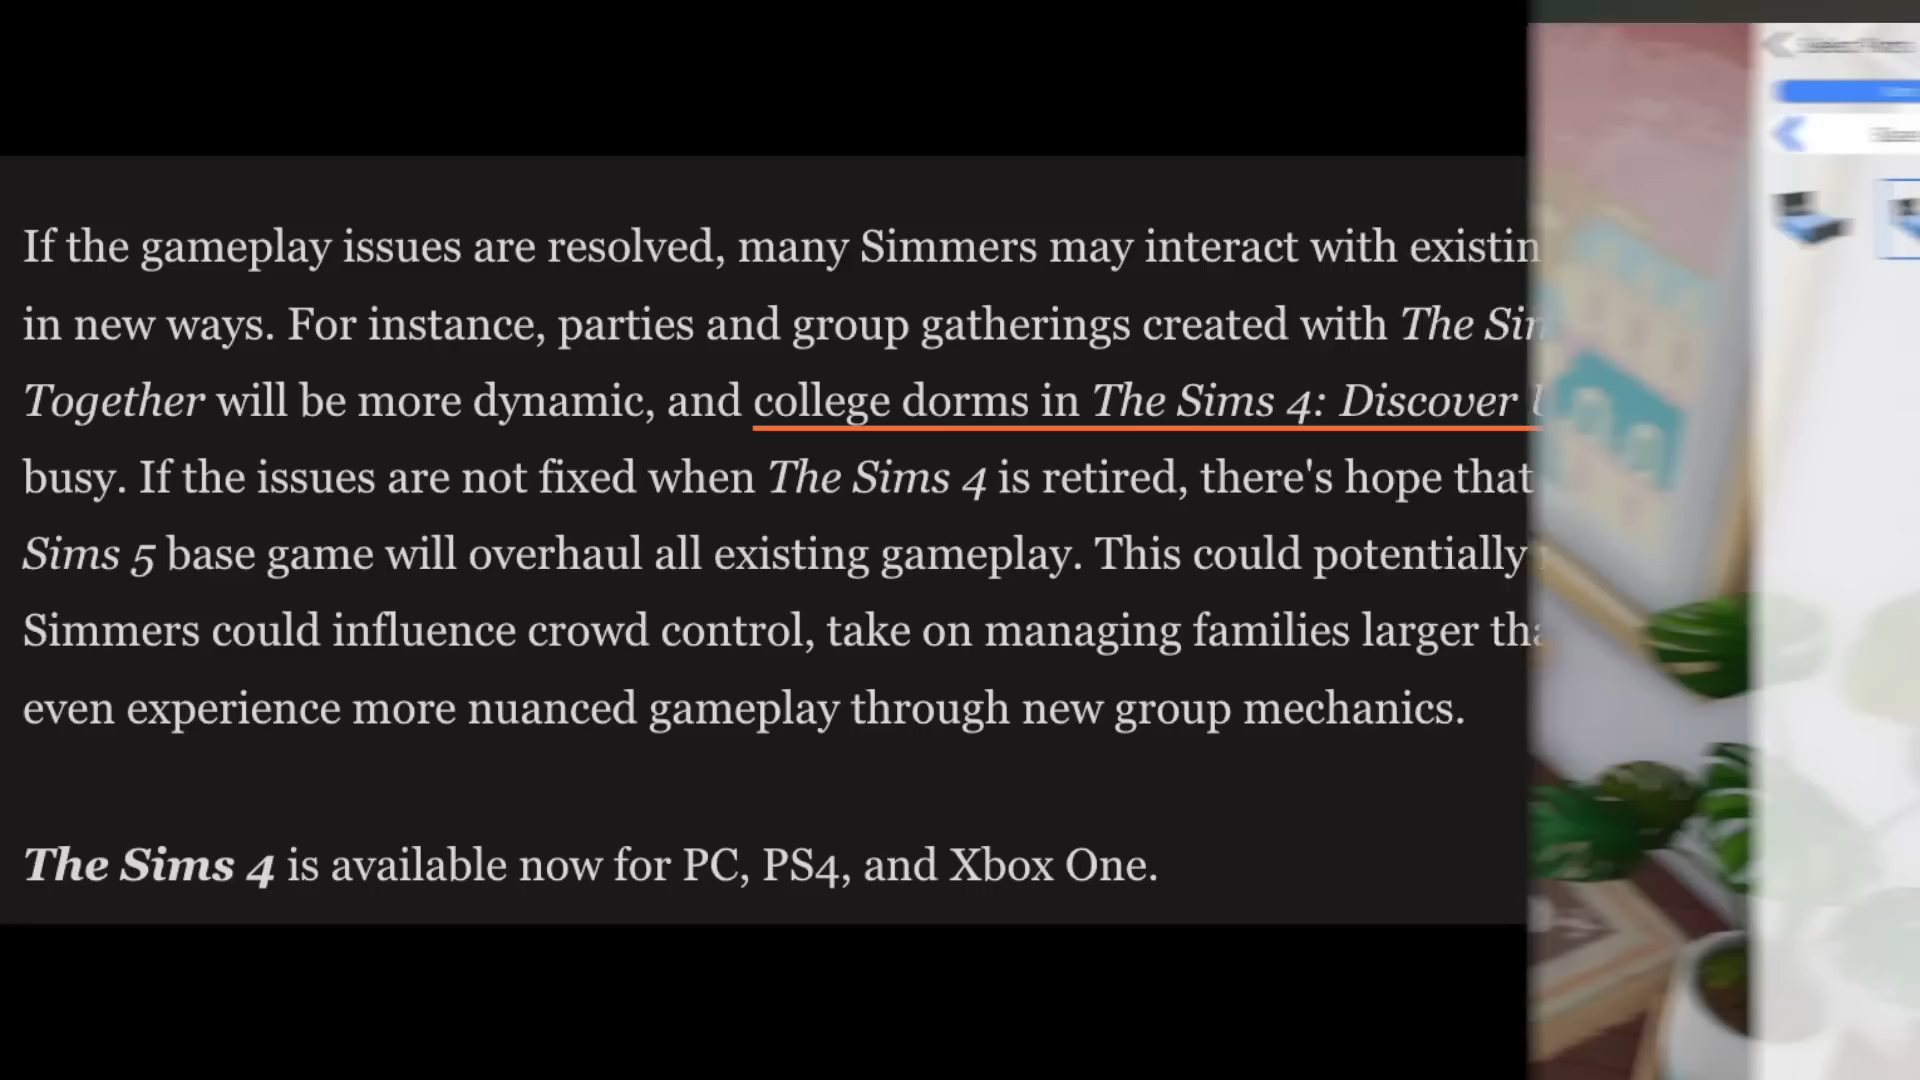 If the gameplay issues are resolved, many Simmers may interact with existin
in new ways. For instance, parties and group gatherings created with The Sim
Together will be more dynamic, and college dorms in The Sims 4: Discover U
busy. If the issues are not fixed when The Sims 4 is retired, there's hope that
Sims 5 base game will overhaul all existing gameplay. This could potentially
Simmers could influence crowd control, take on managing families larger tha
even experience more nuanced gameplay through new group mechanics.
The Sims 4 is available now for PC, PS4, and Xbox One.